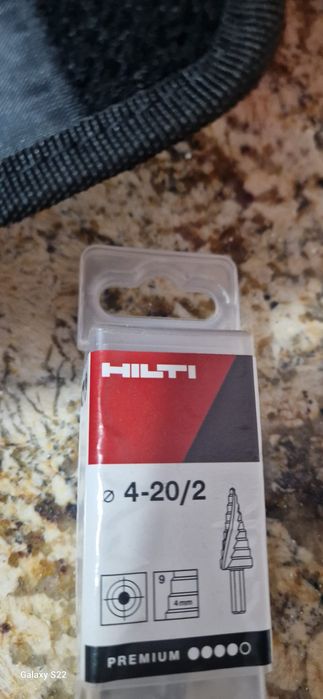 HILTI
⌀ 4-20/2
9
4mm
PREMIUM
Galaxy S22